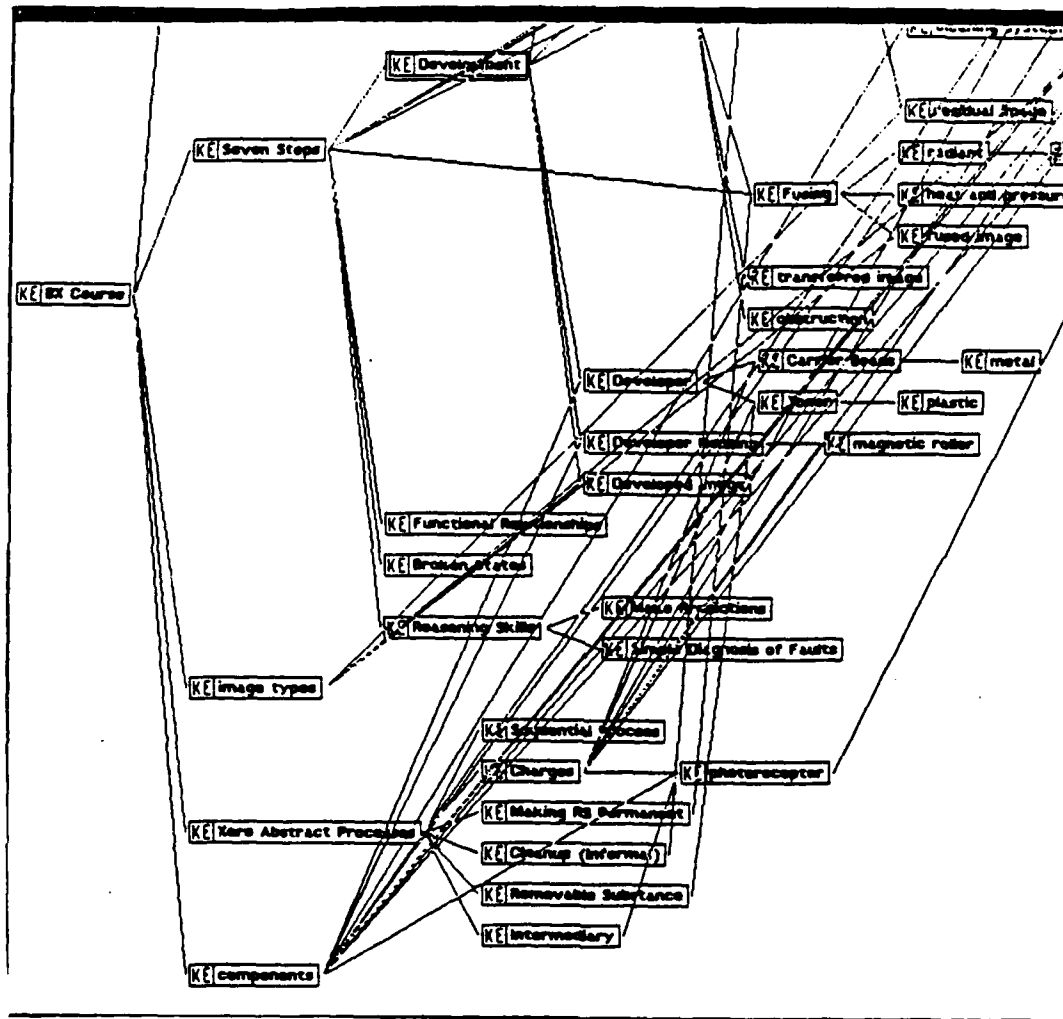 KE Development
KE residual image
KE Seven Steps
KE radiant
KE Fusing
KE heat and pressure
KE fused image
KE transferred image
KE SX Course
KE obstruction
KE Carrier Beads
KE metal
KE Developer
KE Toner
KE plastic
KE Developer Housing
KE magnetic roller
KE Developed image
KE Functional Relationships
KE Broken States
KE Make Predictions
KE Reasoning Skills
KE Simple Diagnosis of Faults
KE image types
KE Sequential Process
KE Charges
KE photoreceptor
KE Making RS Permanent
KE Xero Abstract Processes
KE Cleanup (informal)
KE Removable Substance
KE Intermediary
KE components